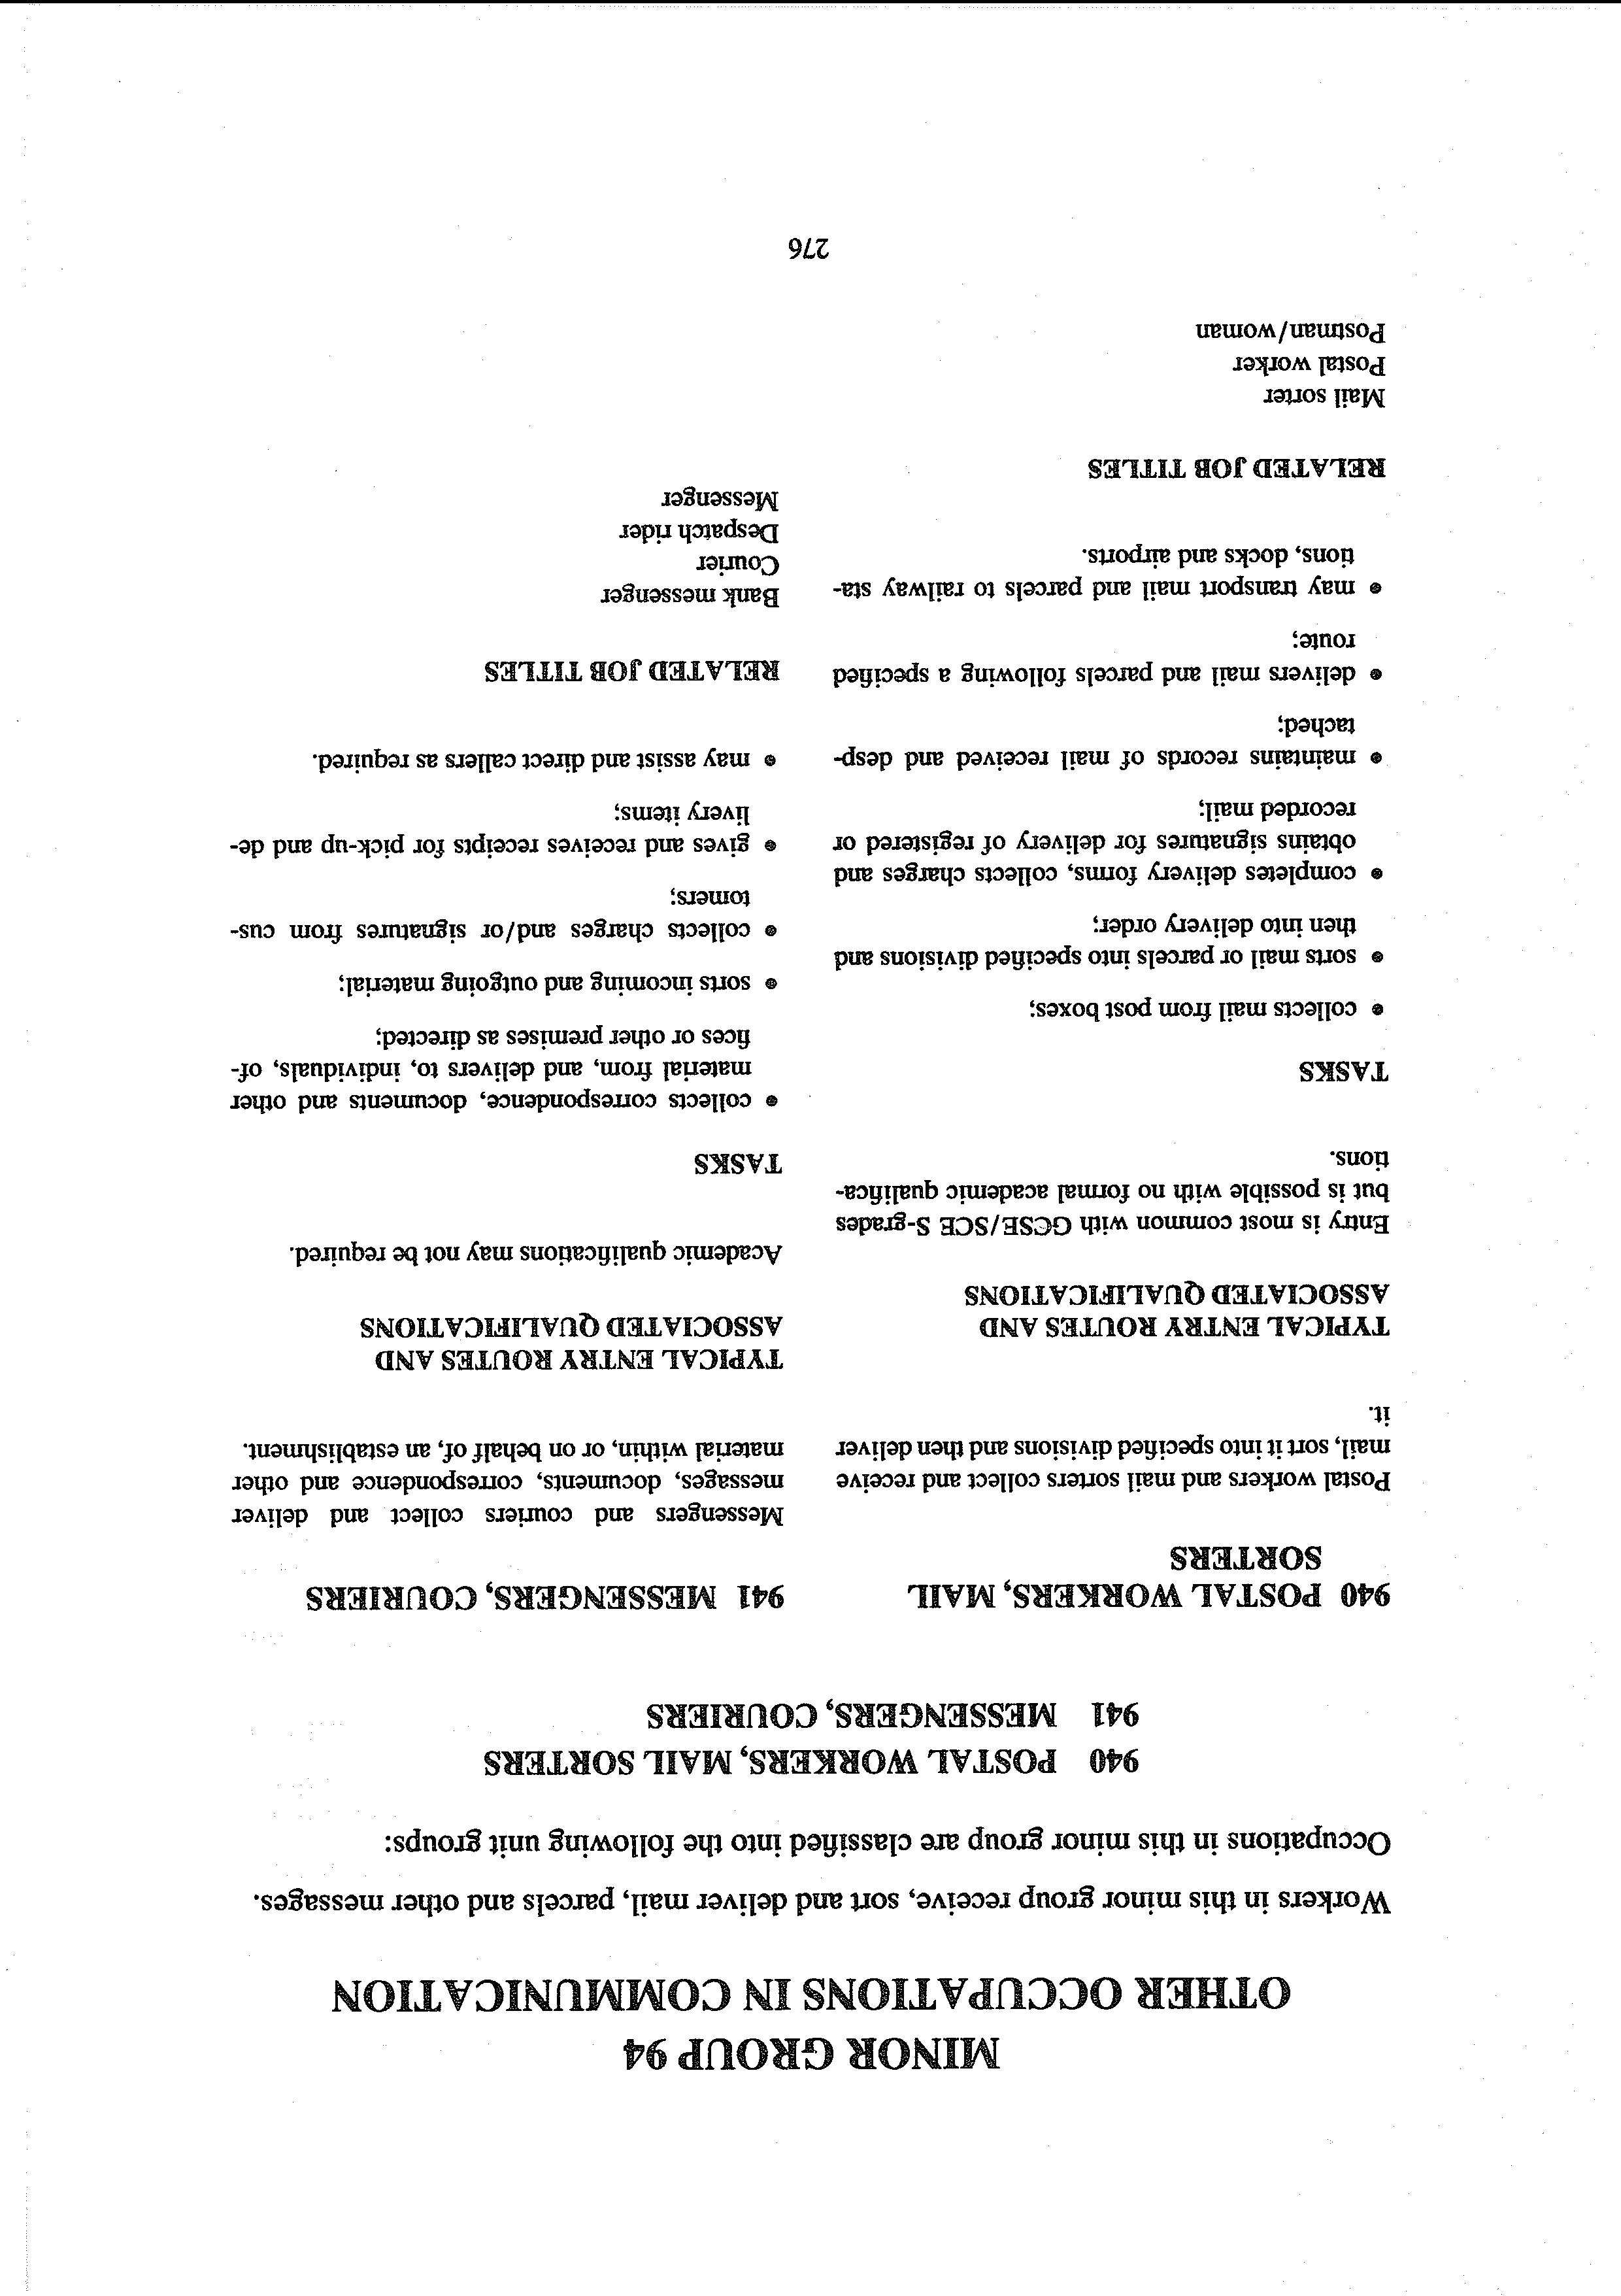 MINOR GROUP 94
OTHER OCCUPATIONS IN COMMUNICATION
Workers in this minor group receive, sort and deliver mail, parcels and other messages.
Occupations in this minor group are classified into the following unit groups:
940 POSTAL WORKERS, MAIL SORTERS
941 MESSENGERS, COURIERS
940 POSTAL WORKERS, MAIL
SORTERS
Postal workers and mail sorters collect and receive
mail, sort it into specified divisions and then deliver
it.
TYPICAL ENTRY ROUTES AND
ASSOCIATED QUALIFICATIONS
Entry is most common with GCSE/SCE S-grades
but is possible with no formal academic qualifica-
tions.
TASKS
• collects mail from post boxes;
• sorts mail or parcels into specified divisions and
then into delivery order;
• completes delivery forms, collects charges and
obtains signatures for delivery of registered or
recorded mail;
• maintains records of mail received and desp-
tached;
• delivers mail and parcels following a specified
route;
• may transport mail and parcels to railway sta-
tions, docks and airports.
RELATED JOB TITLES
Mail sorter
Postal worker
Postman/woman
941 MESSENGERS, COURIERS
Messengers and couriers collect and deliver
messages, documents, correspondence and other
material within, or on behalf of, an establishment.
TYPICAL ENTRY ROUTES AND
ASSOCIATED QUALIFICATIONS
Academic qualifications may not be required.
TASKS
• collects correspondence, documents and other
material from, and delivers to, individuals, of-
fices or other premises as directed;
• sorts incoming and outgoing material;
• collects charges and/or signatures from cus-
tomers;
• gives and receives receipts for pick-up and de-
livery items;
• may assist and direct callers as required.
RELATED JOB TITLES
Bank messenger
Courier
Despatch rider
Messenger
276